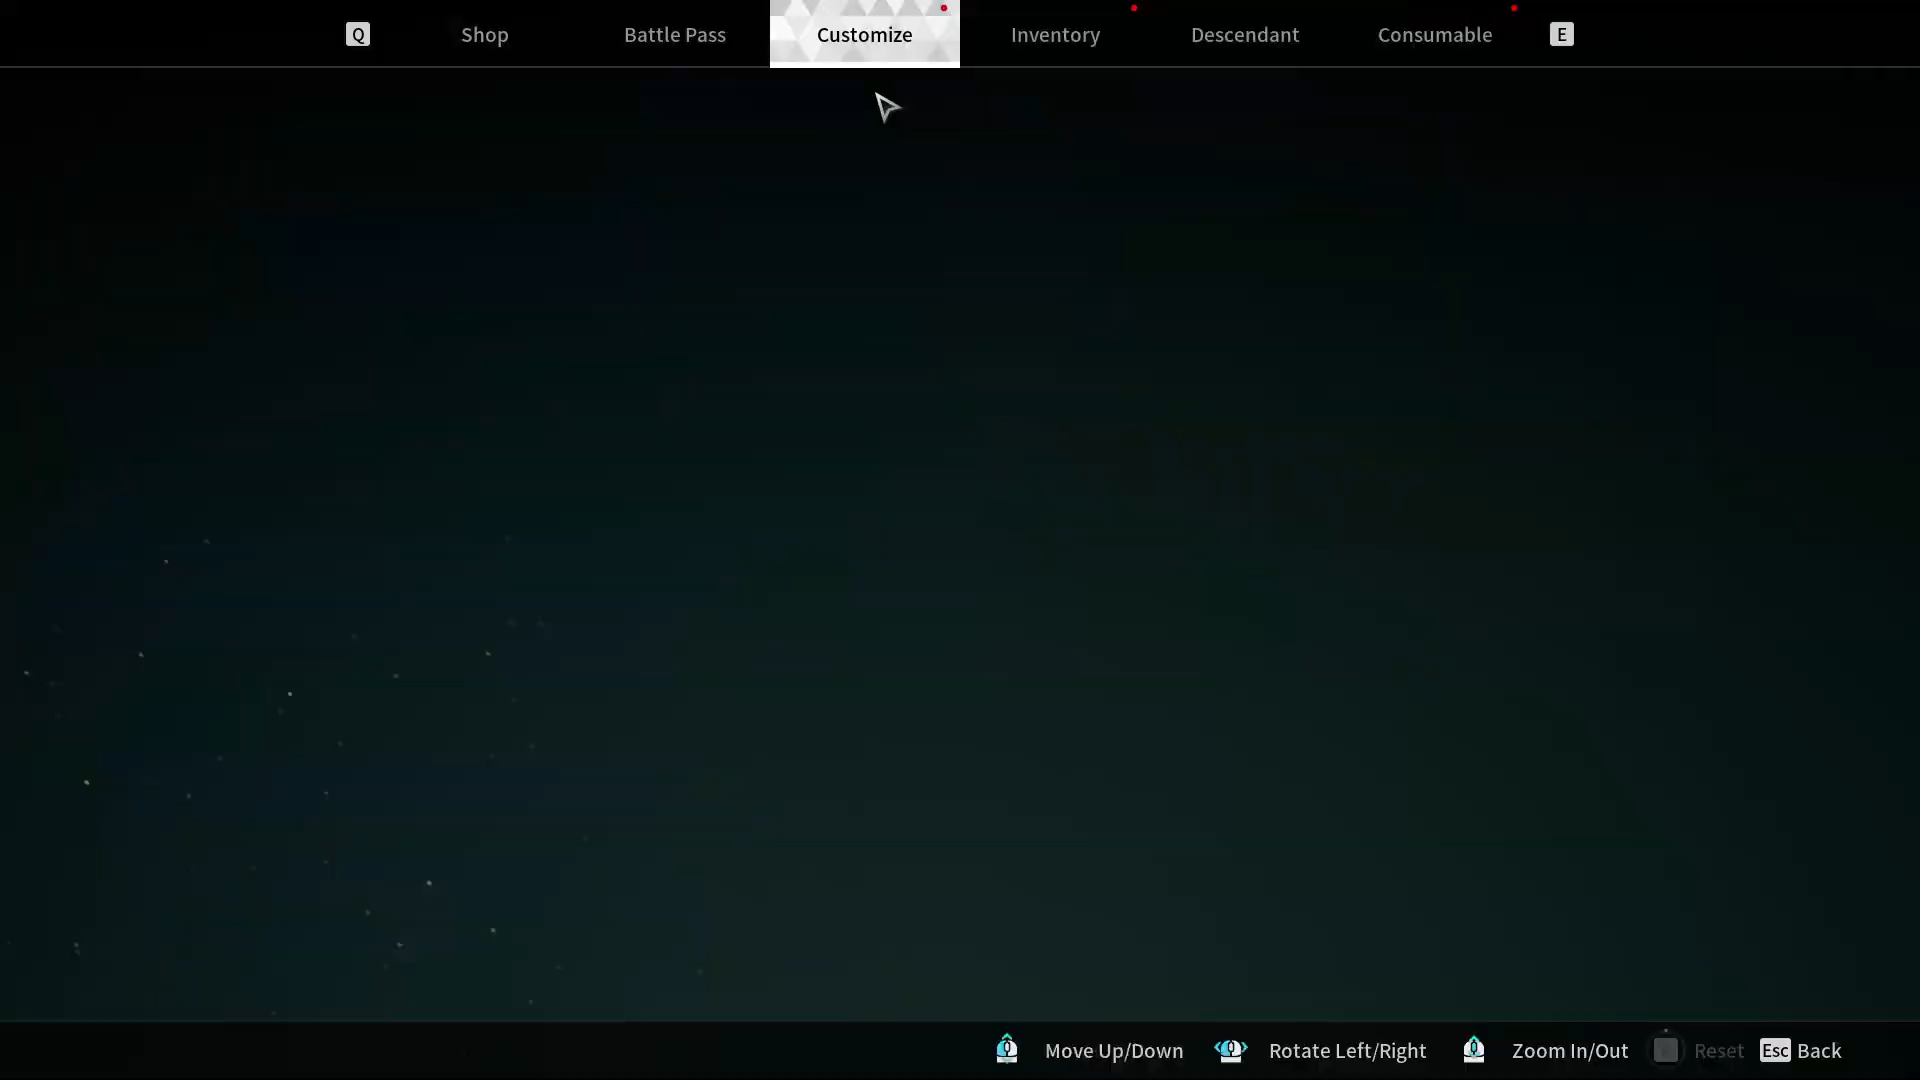 Q Shop Battle Pass Customize Inventory Descendant Consumable E
Move Up/Down Rotate Left/Right Zoom In/Out Reset Esc Back